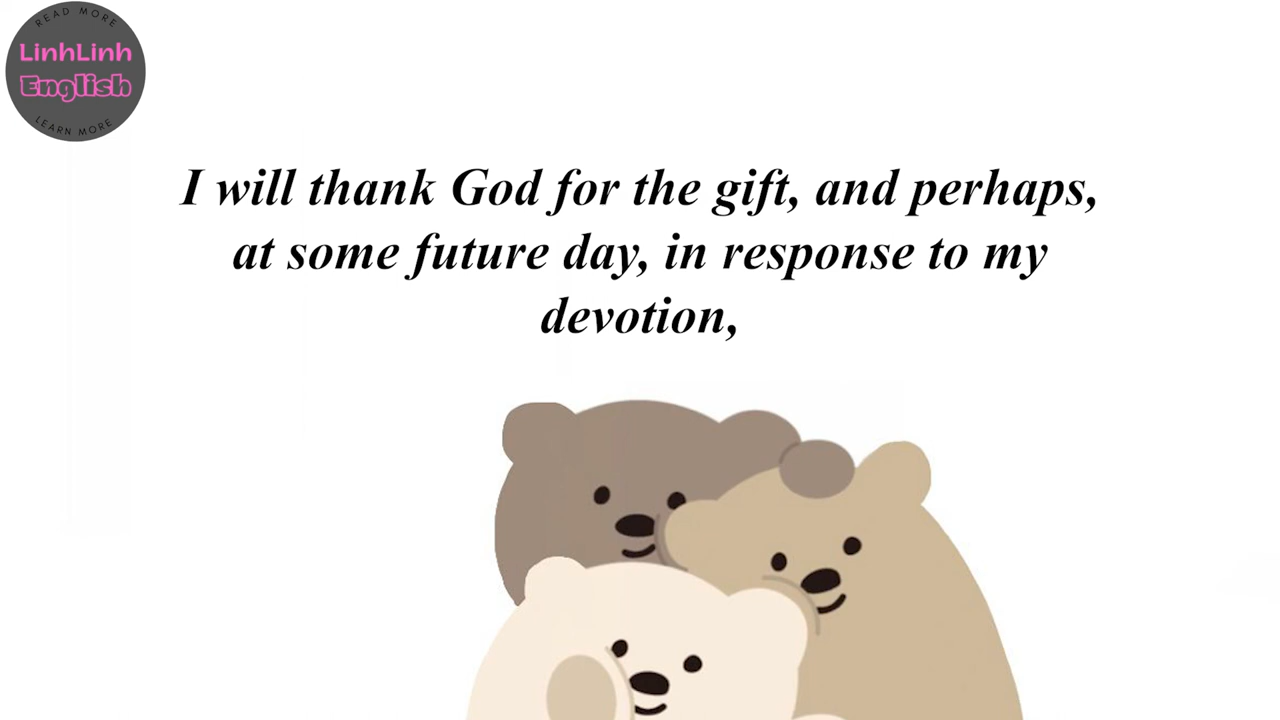 READ MORE
LinhLinh
English
LEARN MORE
I will thank God for the gift, and perhaps,
at some future day, in response to my
devotion,